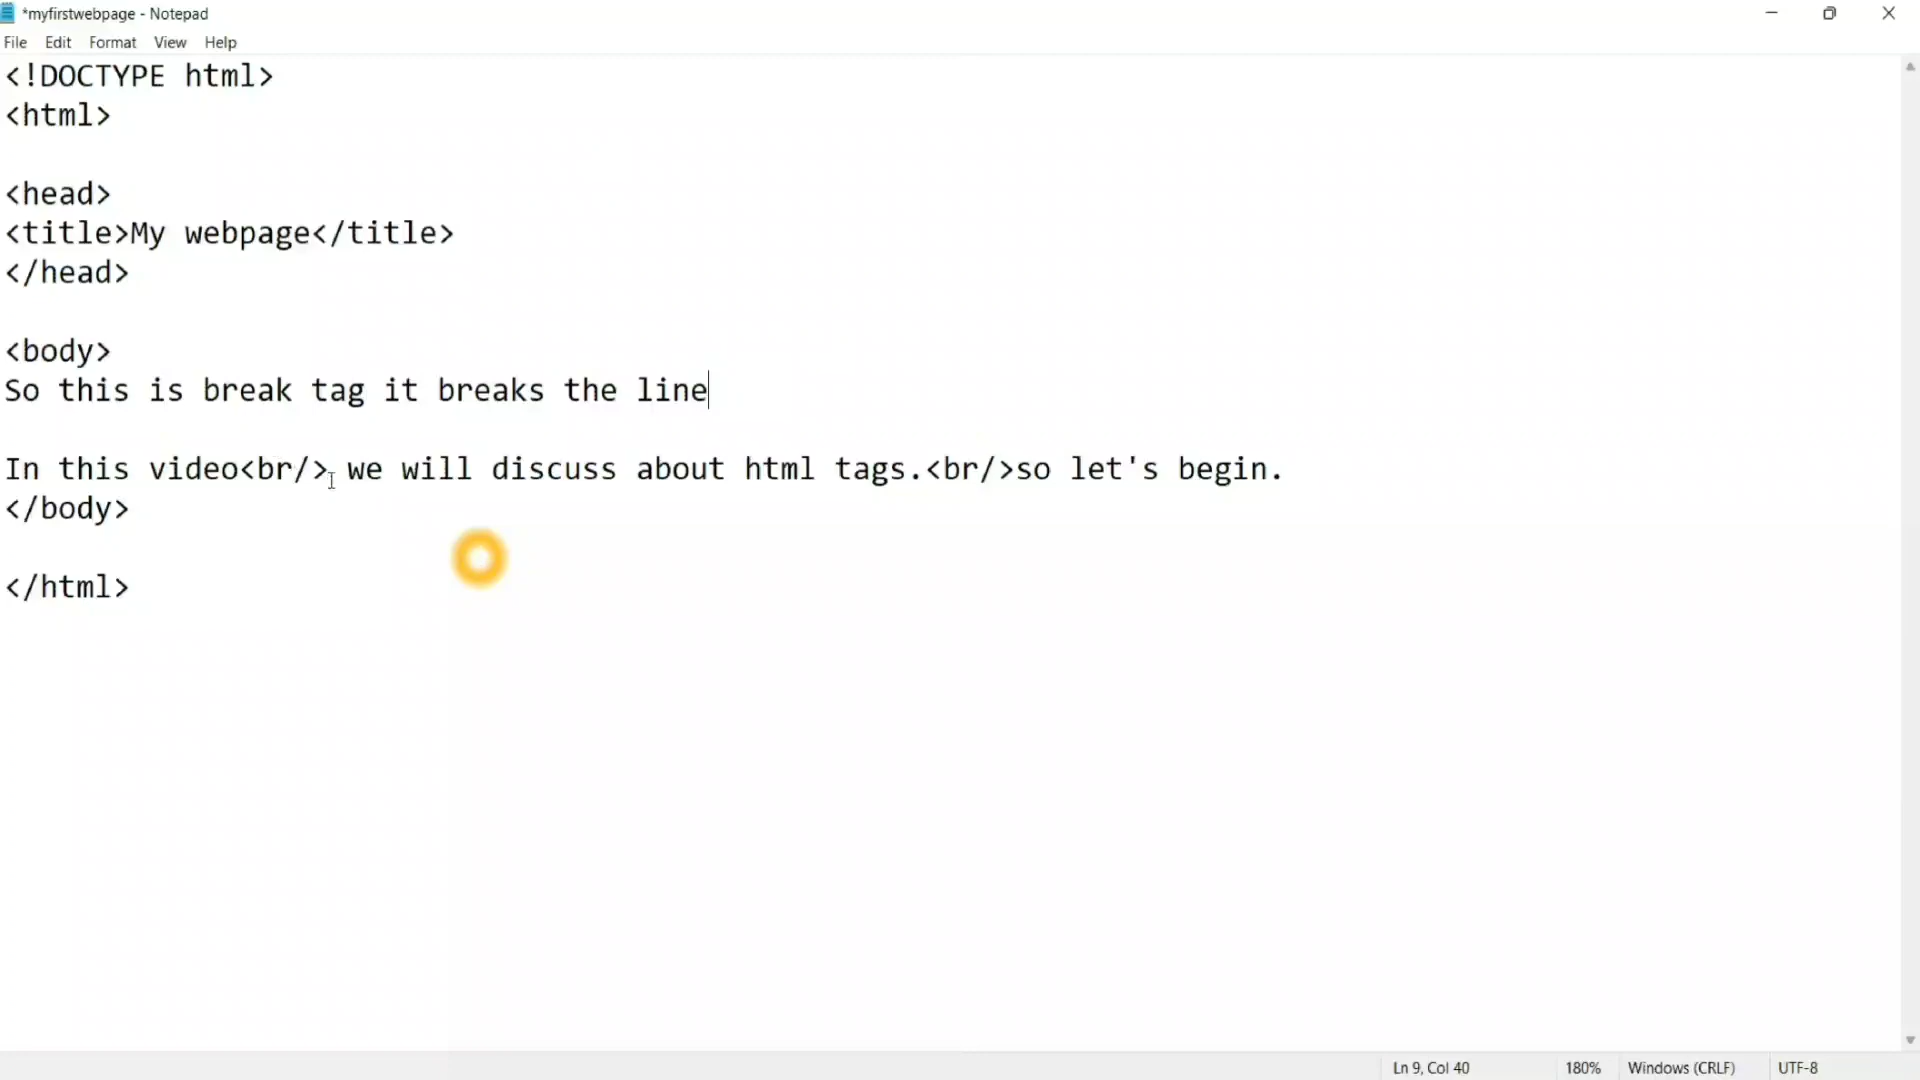 *myfirstwebpage - Notepad
File Edit Format View Help
<!DOCTYPE html>
<html>
<head>
<title>My webpage</title>
</head>
<body>
So this is break tag it breaks the line
In this video<br/>, we will discuss about html tags.<br/>so let's begin.
</body>
</html>
Ln 9, Col 40 180% Windows (CRLF) UTF-8